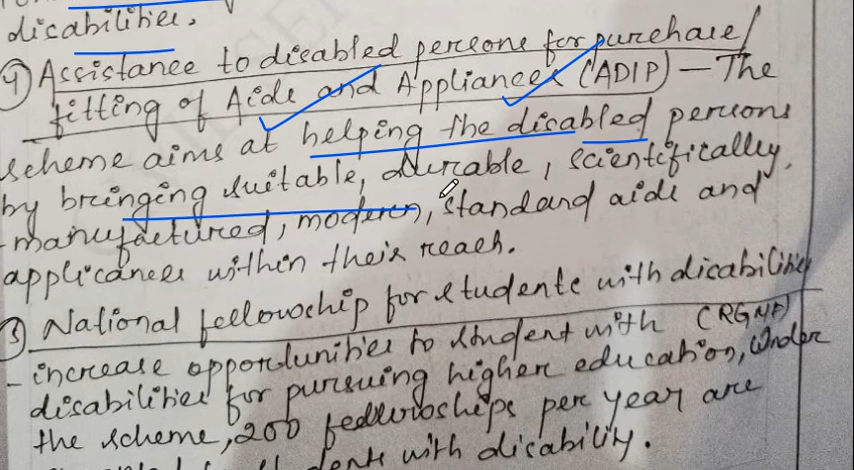 disabilities.
4) Assistance to disabled persons for purchase/
fitting of Aids and Appliances (ADIP) – The
scheme aims at helping the disabled persons
by bringing suitable, durable, scientifically
-manufactured, modern, standard aids and
appliances within their reach.
National fellowship for students with disabilities
(RGNF)
- increase opportunities to student with
disabilities for pursuing higher education, Under
the scheme, 200 fellowships per year are
with disability.